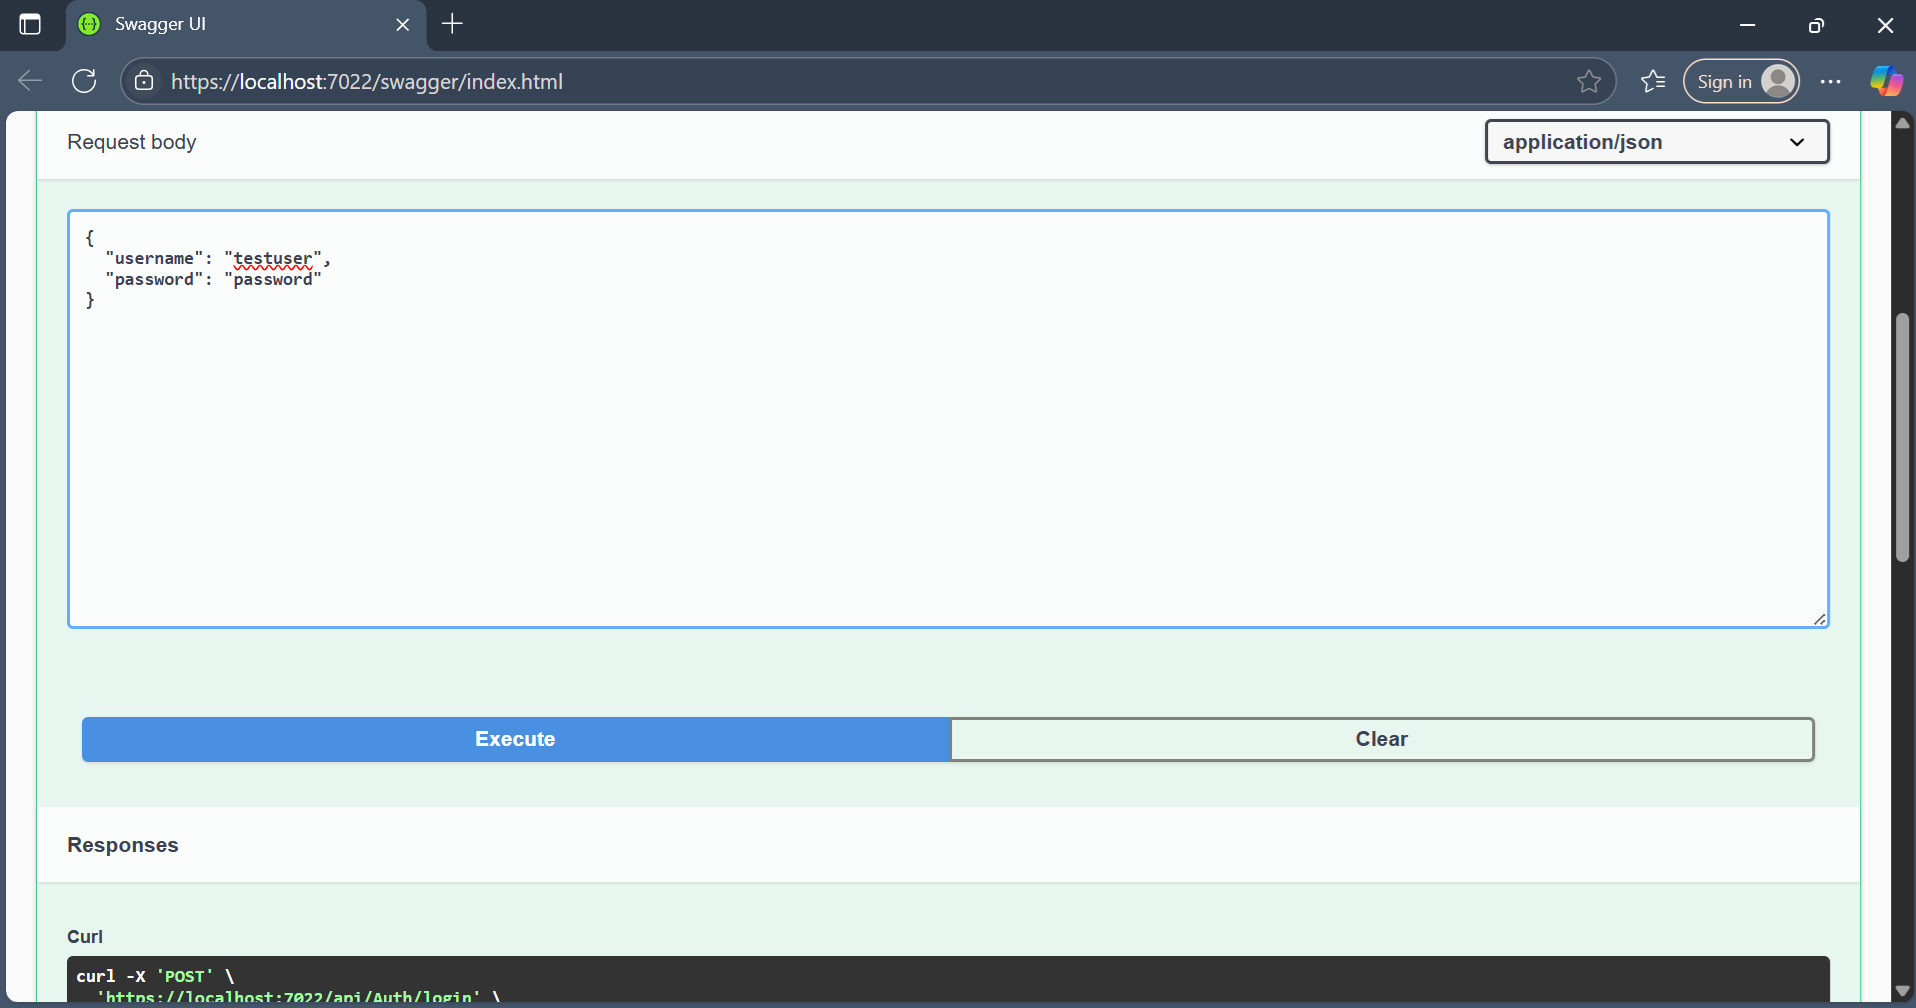 Swagger UI
https://localhost:7022/swagger/index.html
Sign in
Request body
application/json
{
  "username": "testuser",
  "password": "password"
}
Execute
Clear
Responses
Curl
curl -X 'POST' \
  'https://localhost:7022/api/Auth/login' \